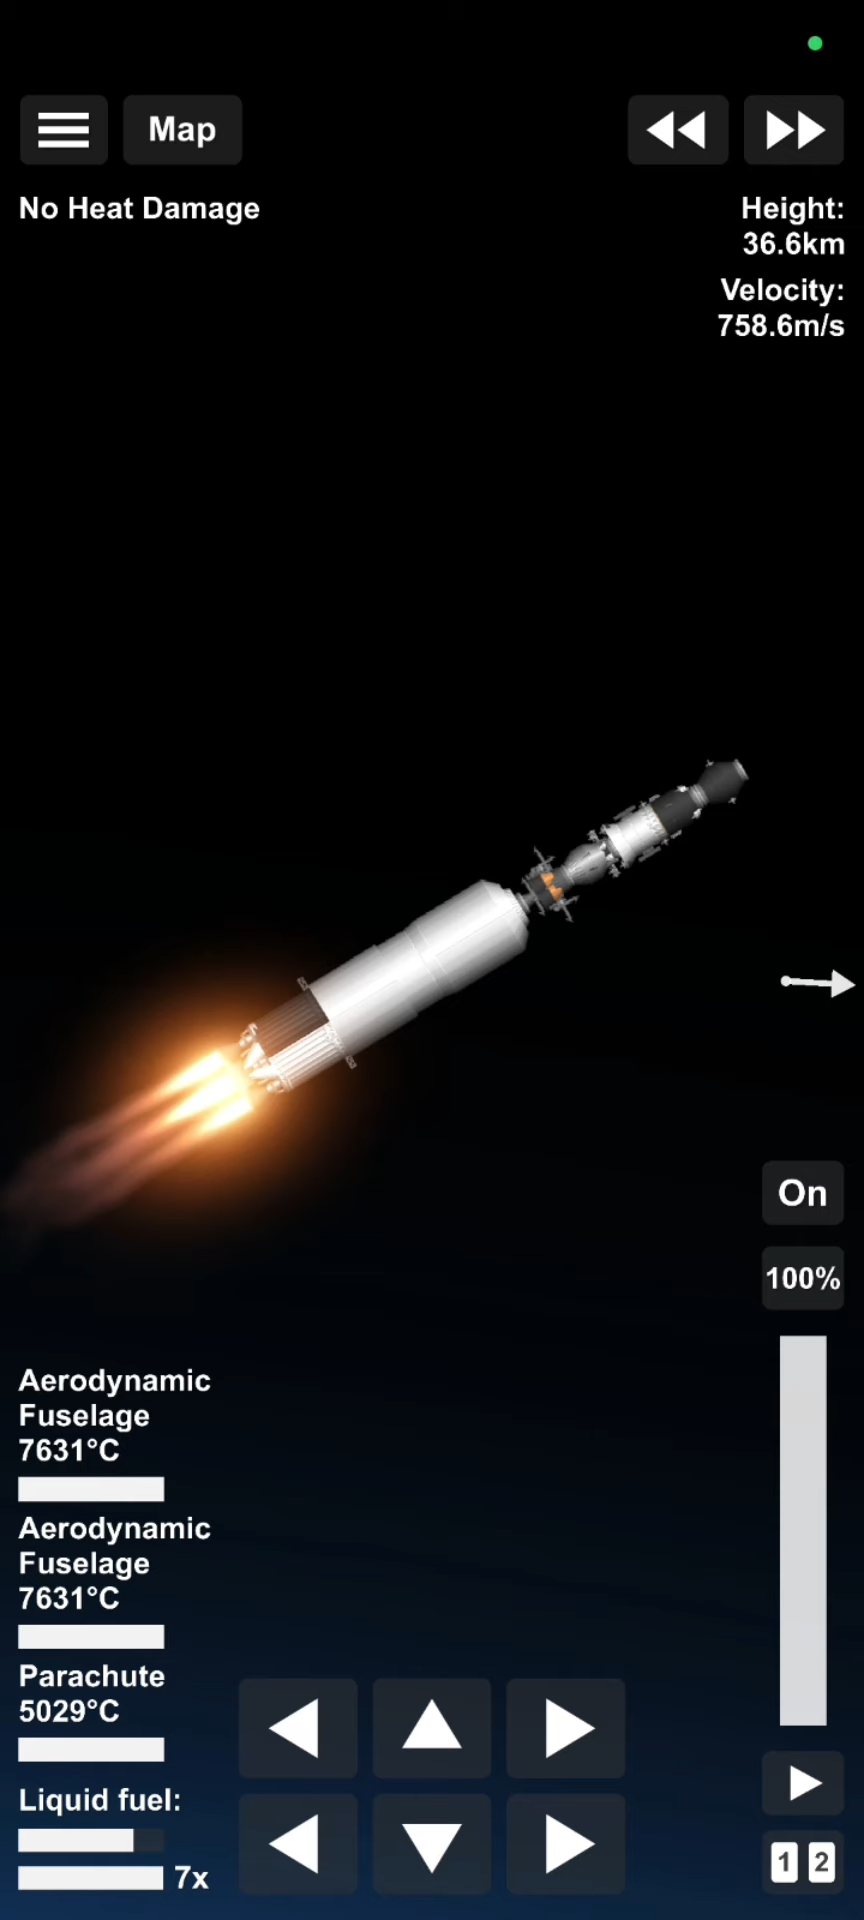 Map
No Heat Damage
Height:
36.6km
Velocity:
758.6m/s
On
100%
Aerodynamic
Fuselage
7631°C
Aerodynamic
Fuselage
7631°C
Parachute
5029°C
Liquid fuel:
7x
1 2